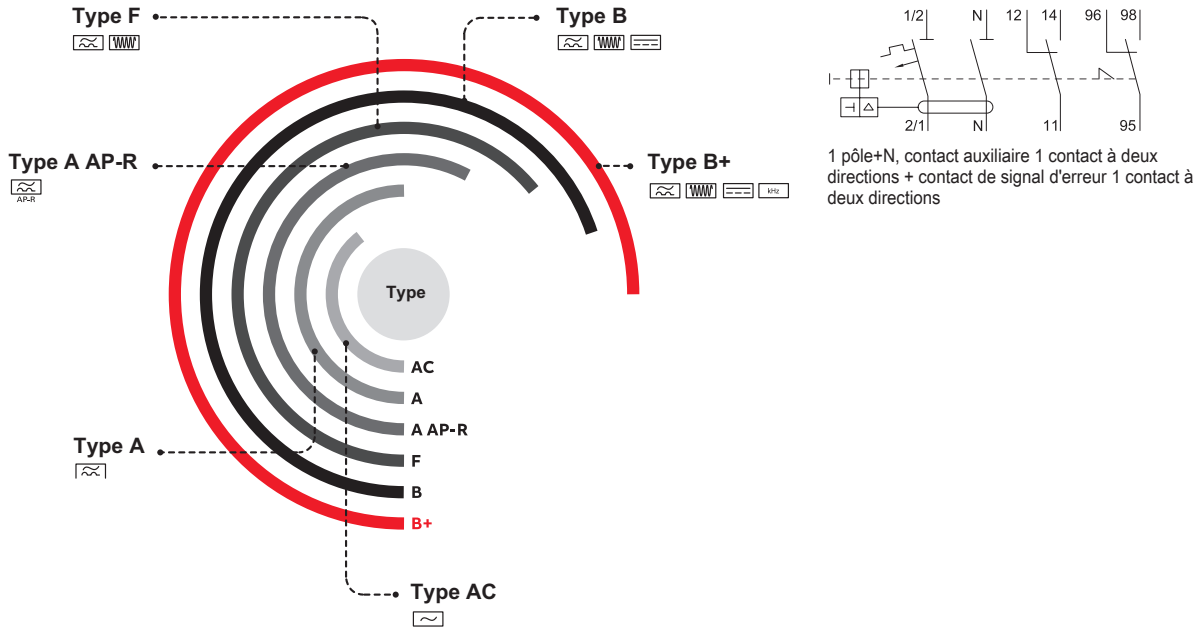 Type F
Type B
Type A AP-R
AP-R
Type B+
kHz
Type
AC
A
A AP-R
F
B
B+
Type A
Type AC
1/2 N 12 14 96 98
2/1 N 11 95
1 pôle+N, contact auxiliaire 1 contact à deux
directions + contact de signal d'erreur 1 contact à
deux directions